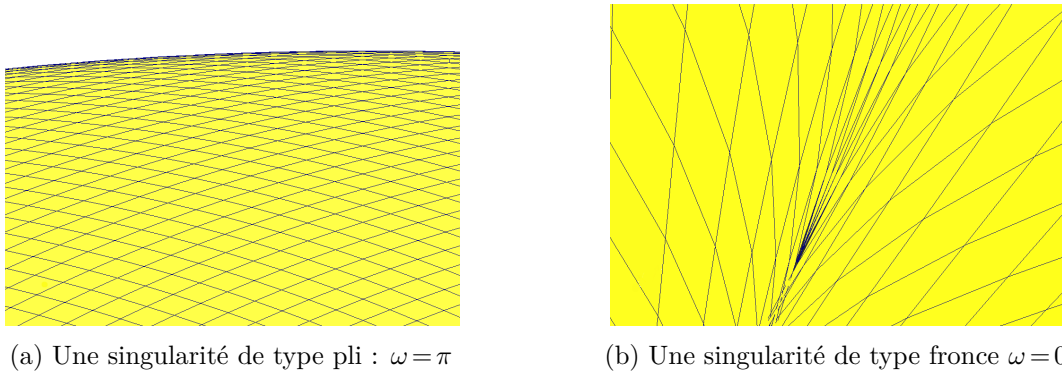 (a) Une singularité de type pli : ω=π
(b) Une singularité de type fronce ω=0